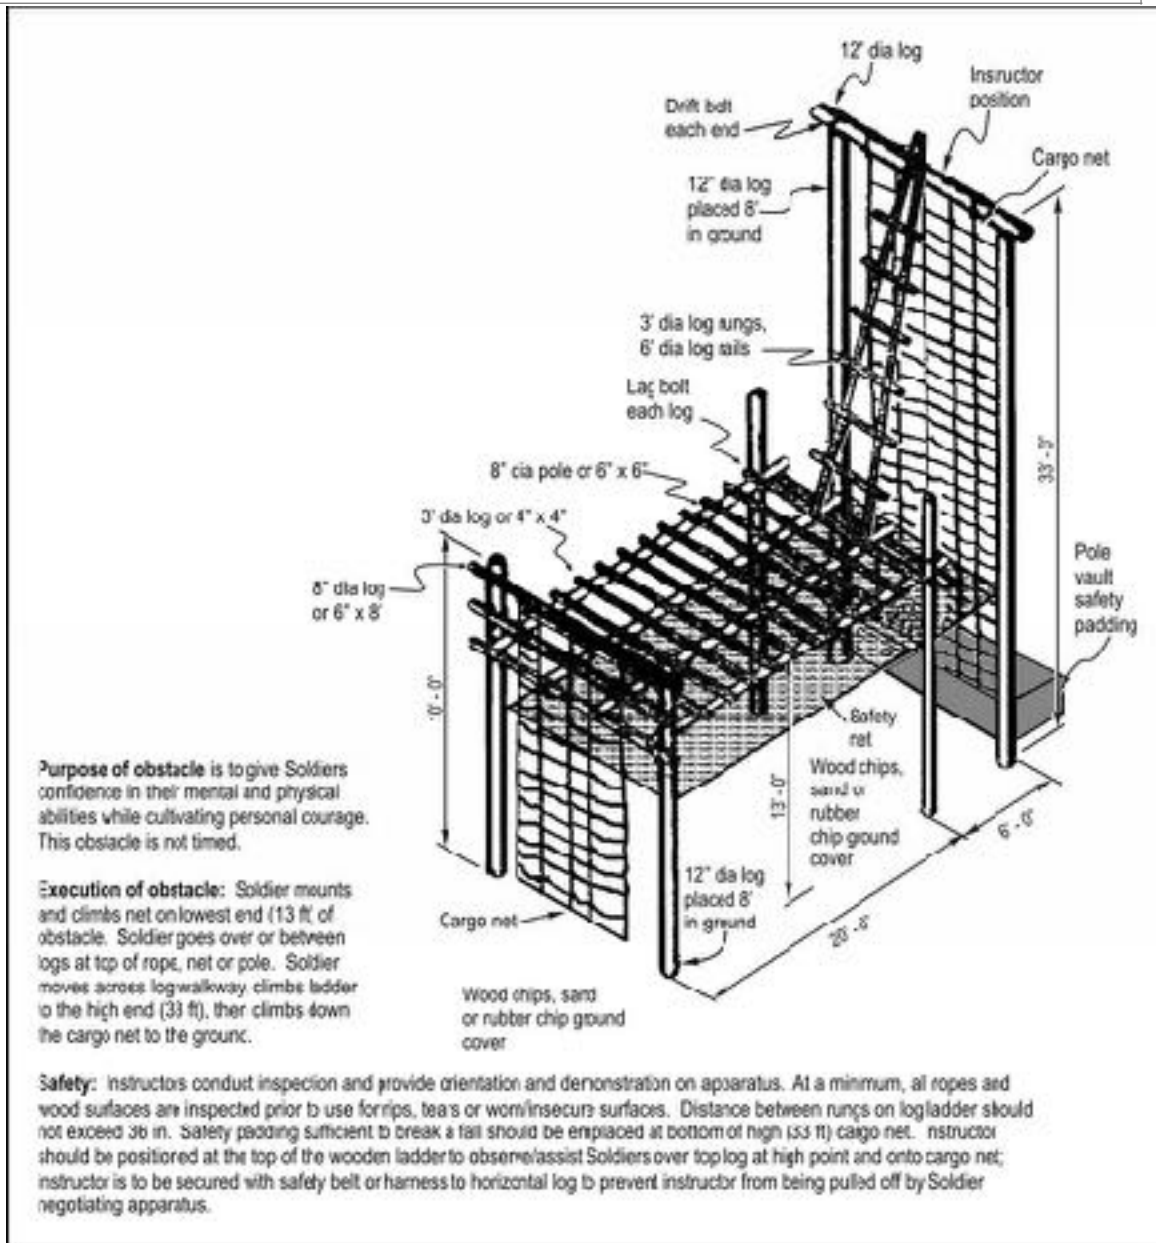 12' dia log
Insructor
position
Drift bolt
each end
Cargo net
12" dia log
placed 8'
in ground
3' dia log rungs,
6' dia log rails
Lag bolt
each log
33' - 0"
8" cia pole or 6" x 6"
3' dia log or 4" x 4"
8" dia log
or 6" x 8'
Pole
vault
safety
padding
Safety
net
13' - 0"
Wood chips,
sand or
rubber
chip ground
cover
6' - 0"
12" dia log
placed 8'
in ground
Cargo net
Wood chips, sand
or rubber chip ground
cover
Purpose of obstacle is to give Soldiers
confidence in their mental and physical
abilities while cultivating personal courage.
This obstacle is not timed.
Execution of obstacle: Soldier mounts
and climbs net on lowest end (13 ft) of
obstacle. Soldier goes over or between
logs at top of rope, net or pole. Soldier
moves across log walkway, climbs ladder
to the high end (33 ft), then climbs down
the cargo net to the ground.
Safety: Instructors conduct inspection and provide orientation and demonstration on apparatus. At a minimum, all ropes and
wood surfaces are inspected prior to use for rips, tears or worn/insecure surfaces. Distance between rungs on log ladder should
not exceed 36 in. Safety padding sufficient to break a fall should be emplaced at bottom of high (33 ft) cargo net. Instructor
should be positioned at the top of the wooden ladder to observe/assist Soldiers over top log at high point and onto cargo net;
instructor is to be secured with safety belt or harness to horizontal log to prevent instructor from being pulled off by Soldier
negotiating apparatus.